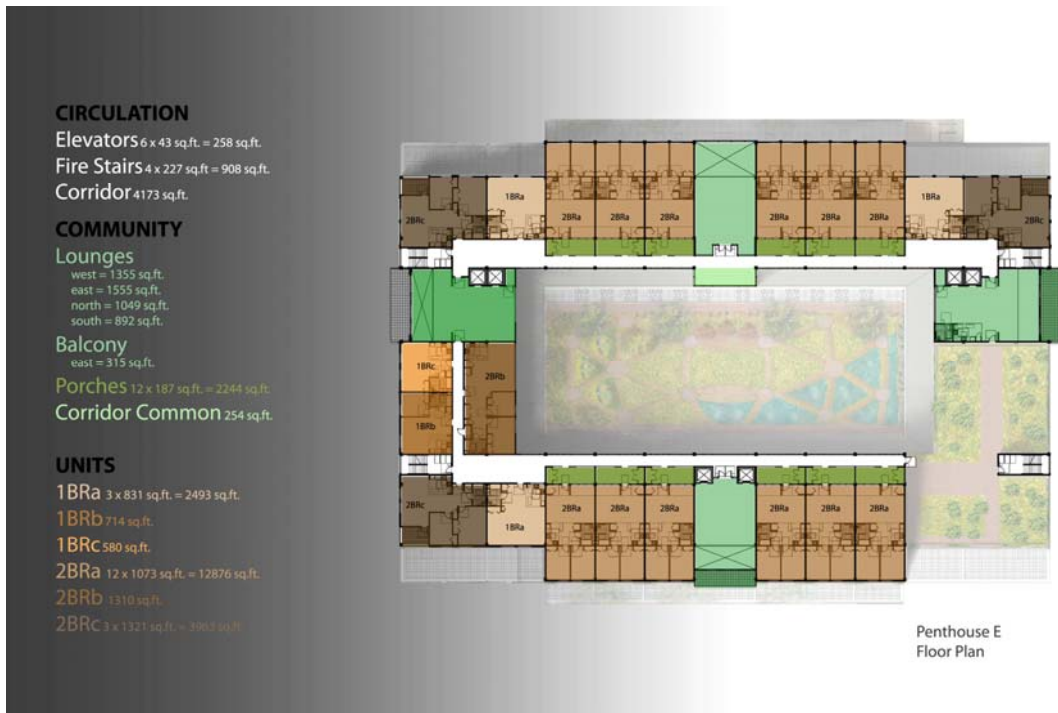 CIRCULATION
Elevators 6 x 43 sq.ft. = 258 sq.ft.
Fire Stairs 4 x 227 sq.ft = 908 sq.ft.
Corridor 4173 sq.ft.
COMMUNITY
Lounges
west = 1355 sq.ft.
east = 1555 sq.ft.
north = 1049 sq.ft.
south = 892 sq.ft.
Balcony
east = 315 sq.ft.
Porches 12 x 187 sq.ft. = 2244 sq.ft.
Corridor Common 254 sq.ft.
UNITS
1BRa 3 x 831 sq.ft. = 2493 sq.ft.
1BRb 714 sq.ft.
1BRc 580 sq.ft.
2BRa 12 x 1073 sq.ft. = 12876 sq.ft.
2BRb 1310 sq.ft.
2BRc 3 x 1321 sq.ft. = 3963 sq.ft.
2BRc
1BRa
2BRa
2BRa
2BRa
2BRa
2BRa
2BRa
1BRa
2BRc
1BRc
2BRb
1BRb
2BRc
1BRa
2BRa
2BRa
2BRa
2BRa
2BRa
2BRa
Penthouse E
Floor Plan